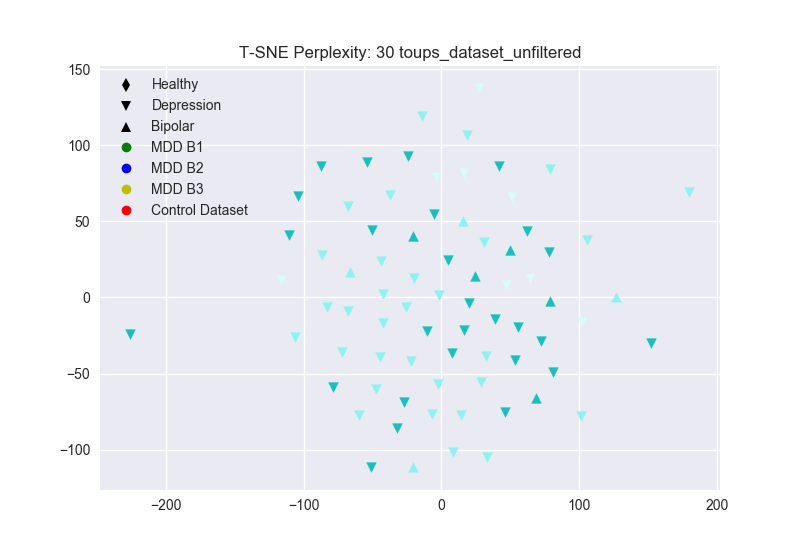 T-SNE Perplexity: 30 toups_dataset_unfiltered
150
100
50
0
−50
−100
Healthy
Depression
Bipolar
MDD B1
MDD B2
MDD B3
Control Dataset
−200
−100
0
100
200